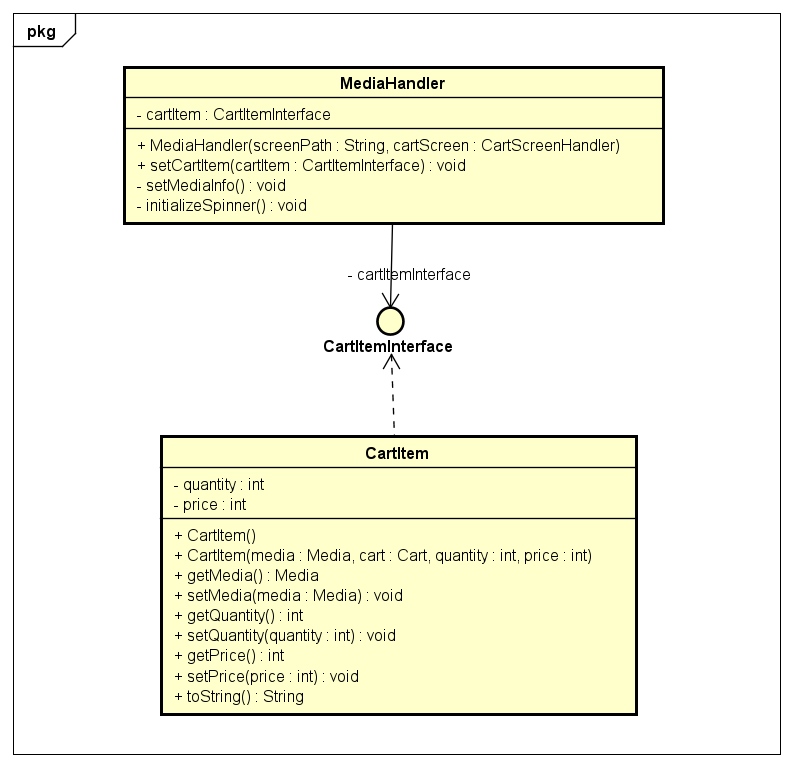 pkg
MediaHandler
- cartItem : CartItemInterface
+ MediaHandler(screenPath : String, cartScreen : CartScreenHandler)
+ setCartItem(cartItem : CartItemInterface) : void
- setMediaInfo() : void
- initializeSpinner() : void
- cartItemInterface
CartItemInterface
CartItem
- quantity : int
- price : int
+ CartItem()
+ CartItem(media : Media, cart : Cart, quantity : int, price : int)
+ getMedia() : Media
+ setMedia(media : Media) : void
+ getQuantity() : int
+ setQuantity(quantity : int) : void
+ getPrice() : int
+ setPrice(price : int) : void
+ toString() : String